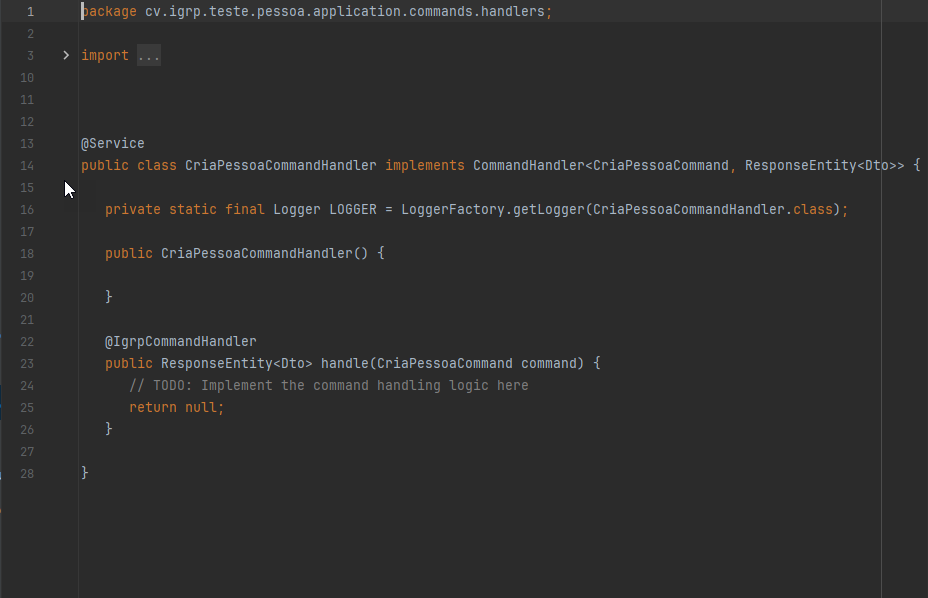 1 package cv.igrp.teste.pessoa.application.commands.handlers;
2
3 import ...
10
11
12
13 @Service
14 public class CriaPessoaCommandHandler implements CommandHandler<CriaPessoaCommand, ResponseEntity<Dto>> {
15
16 private static final Logger LOGGER = LoggerFactory.getLogger(CriaPessoaCommandHandler.class);
17
18 public CriaPessoaCommandHandler() {
19
20 }
21
22 @IgrpCommandHandler
23 public ResponseEntity<Dto> handle(CriaPessoaCommand command) {
24 // TODO: Implement the command handling logic here
25 return null;
26 }
27
28 }